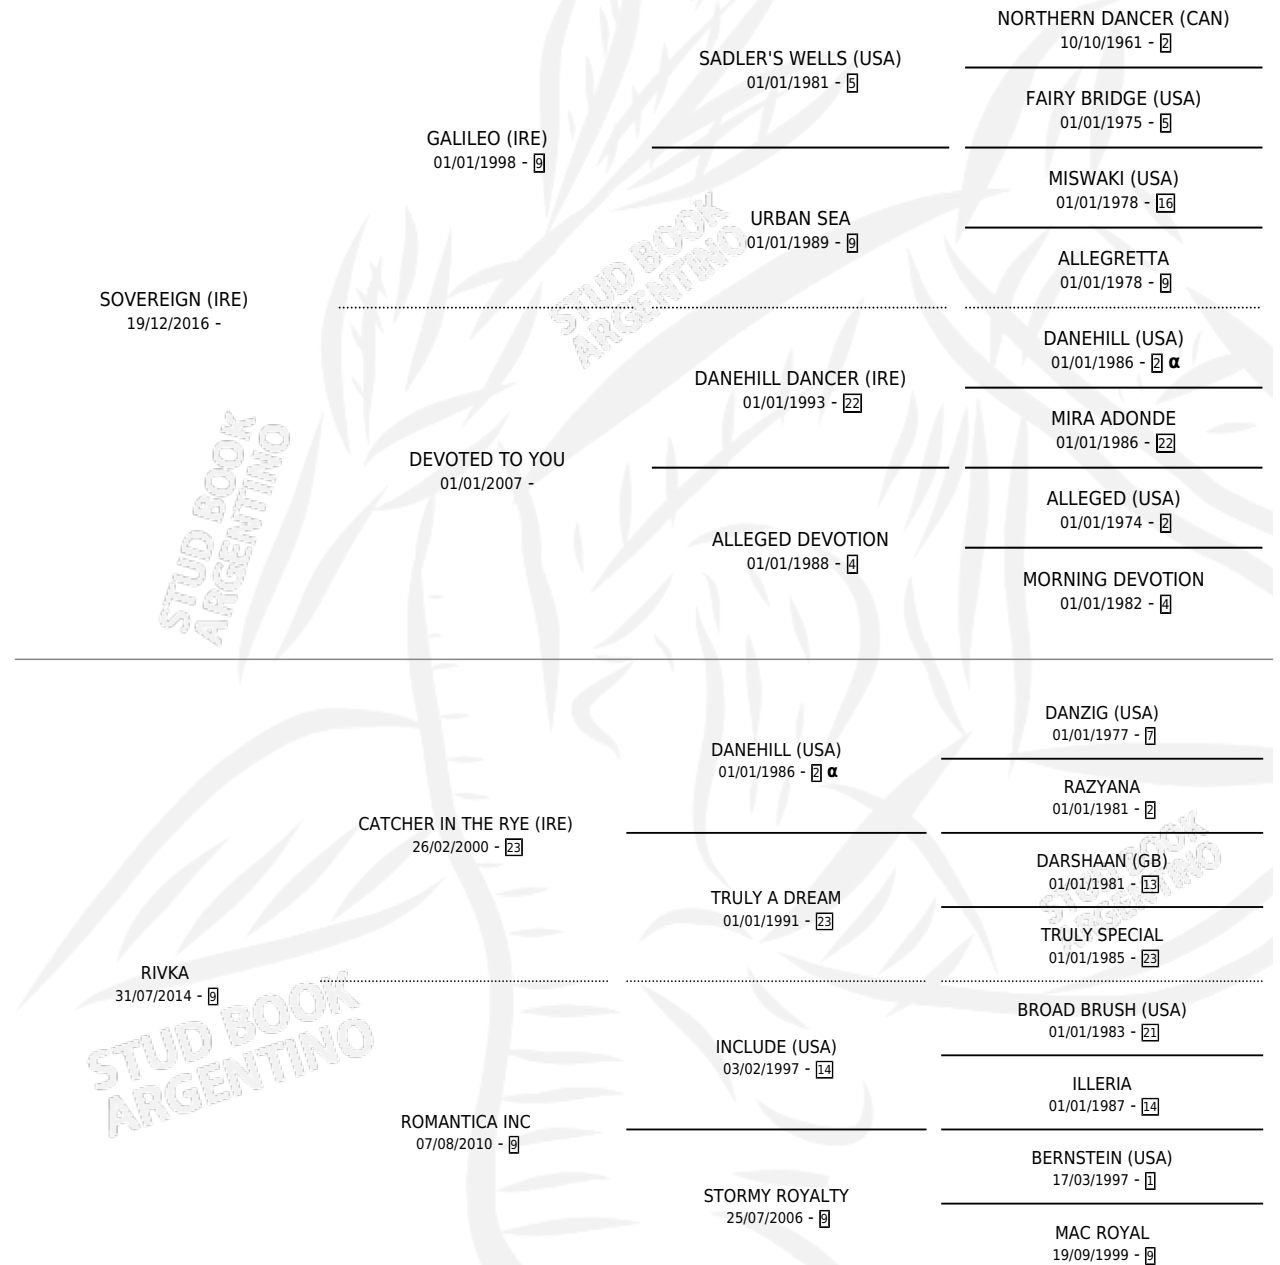 NORTHERN DANCER (CAN)
10/10/1961 - 2
SADLER'S WELLS (USA)
01/01/1981 - 5
FAIRY BRIDGE (USA)
01/01/1975 - 5
GALILEO (IRE)
01/01/1998 - 9
MISWAKI (USA)
01/01/1978 - 16
URBAN SEA
01/01/1989 - 9
ALLEGRETTA
01/01/1978 - 9
SOVEREIGN (IRE)
19/12/2016 -
DANEHILL (USA)
01/01/1986 - 2 α
DANEHILL DANCER (IRE)
01/01/1993 - 22
MIRA ADONDE
01/01/1986 - 22
DEVOTED TO YOU
01/01/2007 -
ALLEGED (USA)
01/01/1974 - 2
ALLEGED DEVOTION
01/01/1988 - 4
MORNING DEVOTION
01/01/1982 - 4
DANZIG (USA)
01/01/1977 - 7
DANEHILL (USA)
01/01/1986 - 2 α
RAZYANA
01/01/1981 - 2
CATCHER IN THE RYE (IRE)
26/02/2000 - 23
DARSHAAN (GB)
01/01/1981 - 13
TRULY A DREAM
01/01/1991 - 23
TRULY SPECIAL
01/01/1985 - 23
RIVKA
31/07/2014 - 9
BROAD BRUSH (USA)
01/01/1983 - 21
INCLUDE (USA)
03/02/1997 - 14
ILLERIA
01/01/1987 - 14
ROMANTICA INC
07/08/2010 - 9
BERNSTEIN (USA)
17/03/1997 - 1
STORMY ROYALTY
25/07/2006 - 9
MAC ROYAL
19/09/1999 - 9
STUD BOOK
ARGENTINO
STUD BOOK
ARGENTINO
STUD BOOK
ARGENTINO
STUD BOOK
ARGENTINO